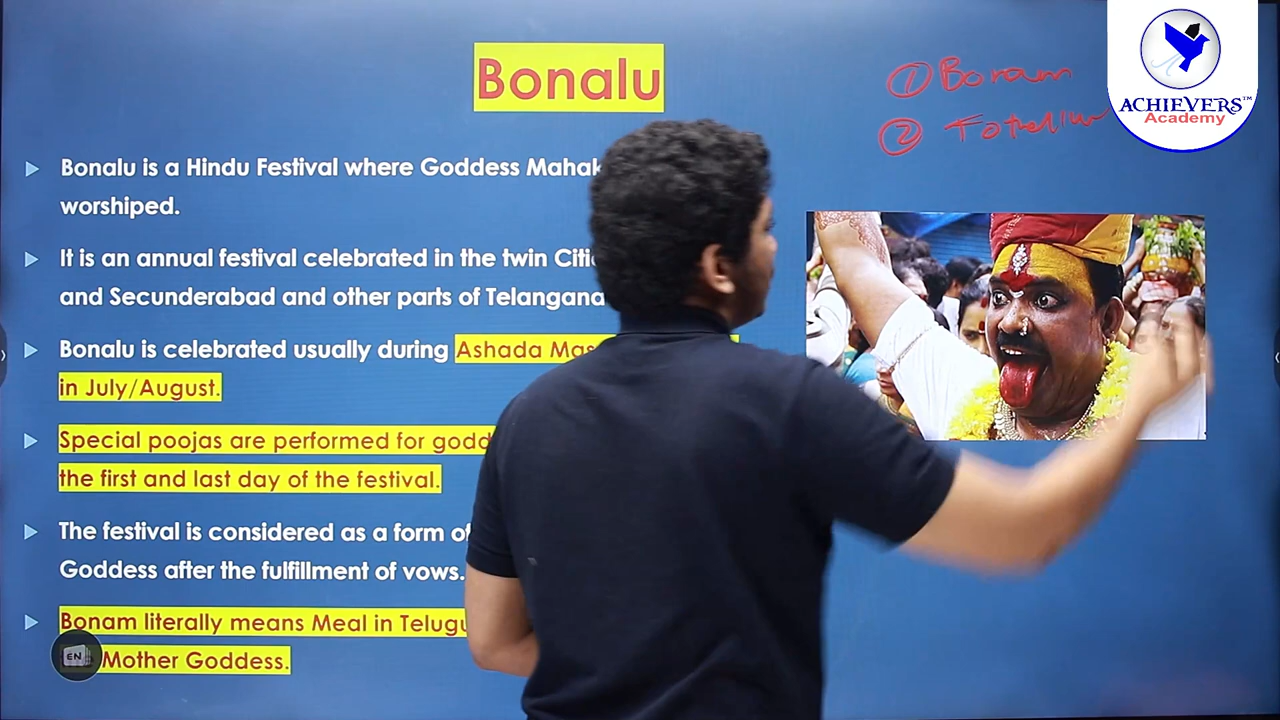 Bonalu
① Bonam
②
ACHIEVERS™
Academy
Bonalu is a Hindu Festival where Goddess Mahak
worshiped.
It is an annual festival celebrated in the twin Citi
and Secunderabad and other parts of Telangana
Bonalu is celebrated usually during Ashada Mas
in July/August.
Special poojas are performed for godd
the first and last day of the festival.
The festival is considered as a form of
Goddess after the fulfillment of vows.
Bonam literally means Meal in Telugu
Mother Goddess.
EN